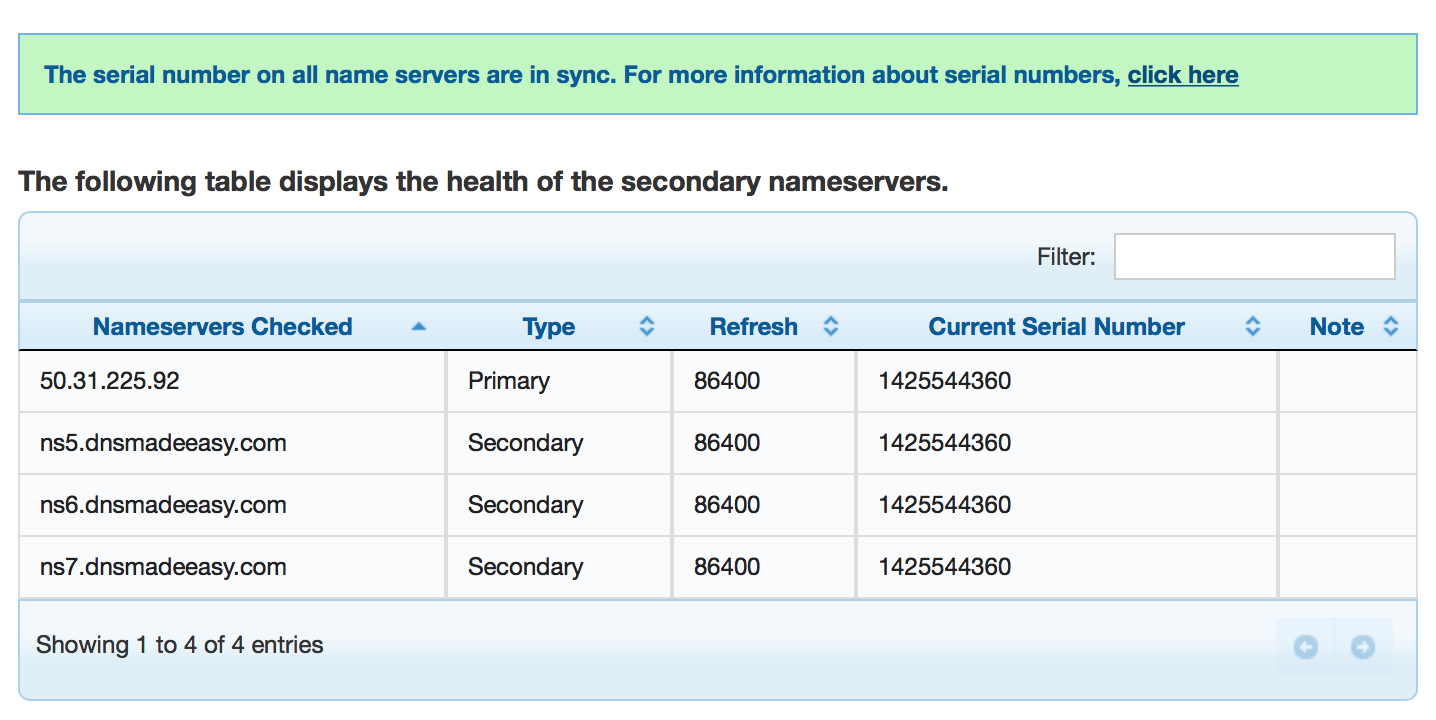 The serial number on all name servers are in sync. For more information about serial numbers, click here
The following table displays the health of the secondary nameservers.
Filter:
Nameservers Checked Type Refresh Current Serial Number Note
50.31.225.92 Primary 86400 1425544360
ns5.dnsmadeeasy.com Secondary 86400 1425544360
ns6.dnsmadeeasy.com Secondary 86400 1425544360
ns7.dnsmadeeasy.com Secondary 86400 1425544360
Showing 1 to 4 of 4 entries